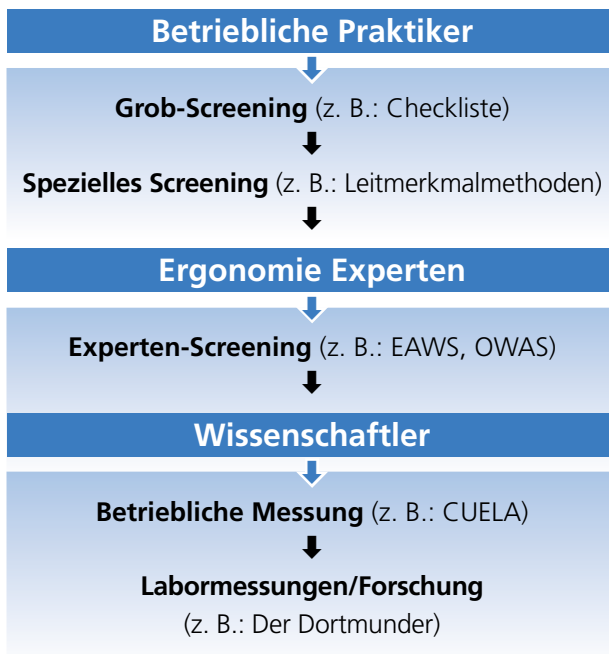 Betriebliche Praktiker
Grob-Screening (z. B.: Checkliste)
Spezielles Screening (z. B.: Leitmerkmalmethoden)
Ergonomie Experten
Experten-Screening (z. B.: EAWS, OWAS)
Wissenschaftler
Betriebliche Messung (z. B.: CUELA)
Labormessungen/Forschung
(z. B.: Der Dortmunder)